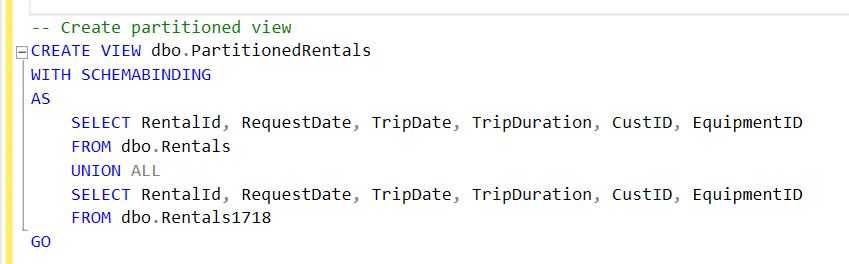 -- Create partitioned view
CREATE VIEW dbo.PartitionedRentals
WITH SCHEMABINDING
AS
    SELECT RentalId, RequestDate, TripDate, TripDuration, CustID, EquipmentID
    FROM dbo.Rentals
    UNION ALL
    SELECT RentalId, RequestDate, TripDate, TripDuration, CustID, EquipmentID
    FROM dbo.Rentals1718
GO